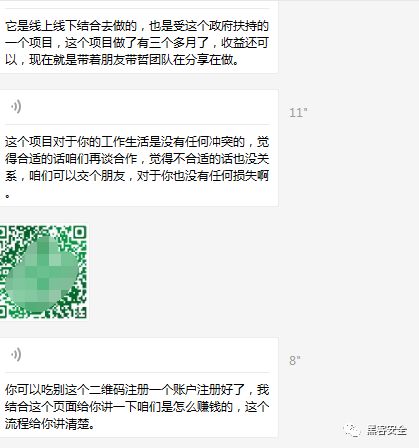 它是线上线下结合去做的，也是受这个政府扶持的
一个项目，这个项目做了有三个多月了，收益还可
以，现在就是带着朋友带暂团队在分享在做。
11"
这个项目对于你的工作生活是没有任何冲突的，觉
得合适的话咱们再谈合作，觉得不合适的话也没关
系，咱们可以交个朋友，对于你也没有任何损失啊
。
8"
你可以吃别这个二维码注册一个账户注册好了，我
结合这个页面给你讲一下咱们是怎么赚钱的，这个
流程给你讲清楚。
黑客安全